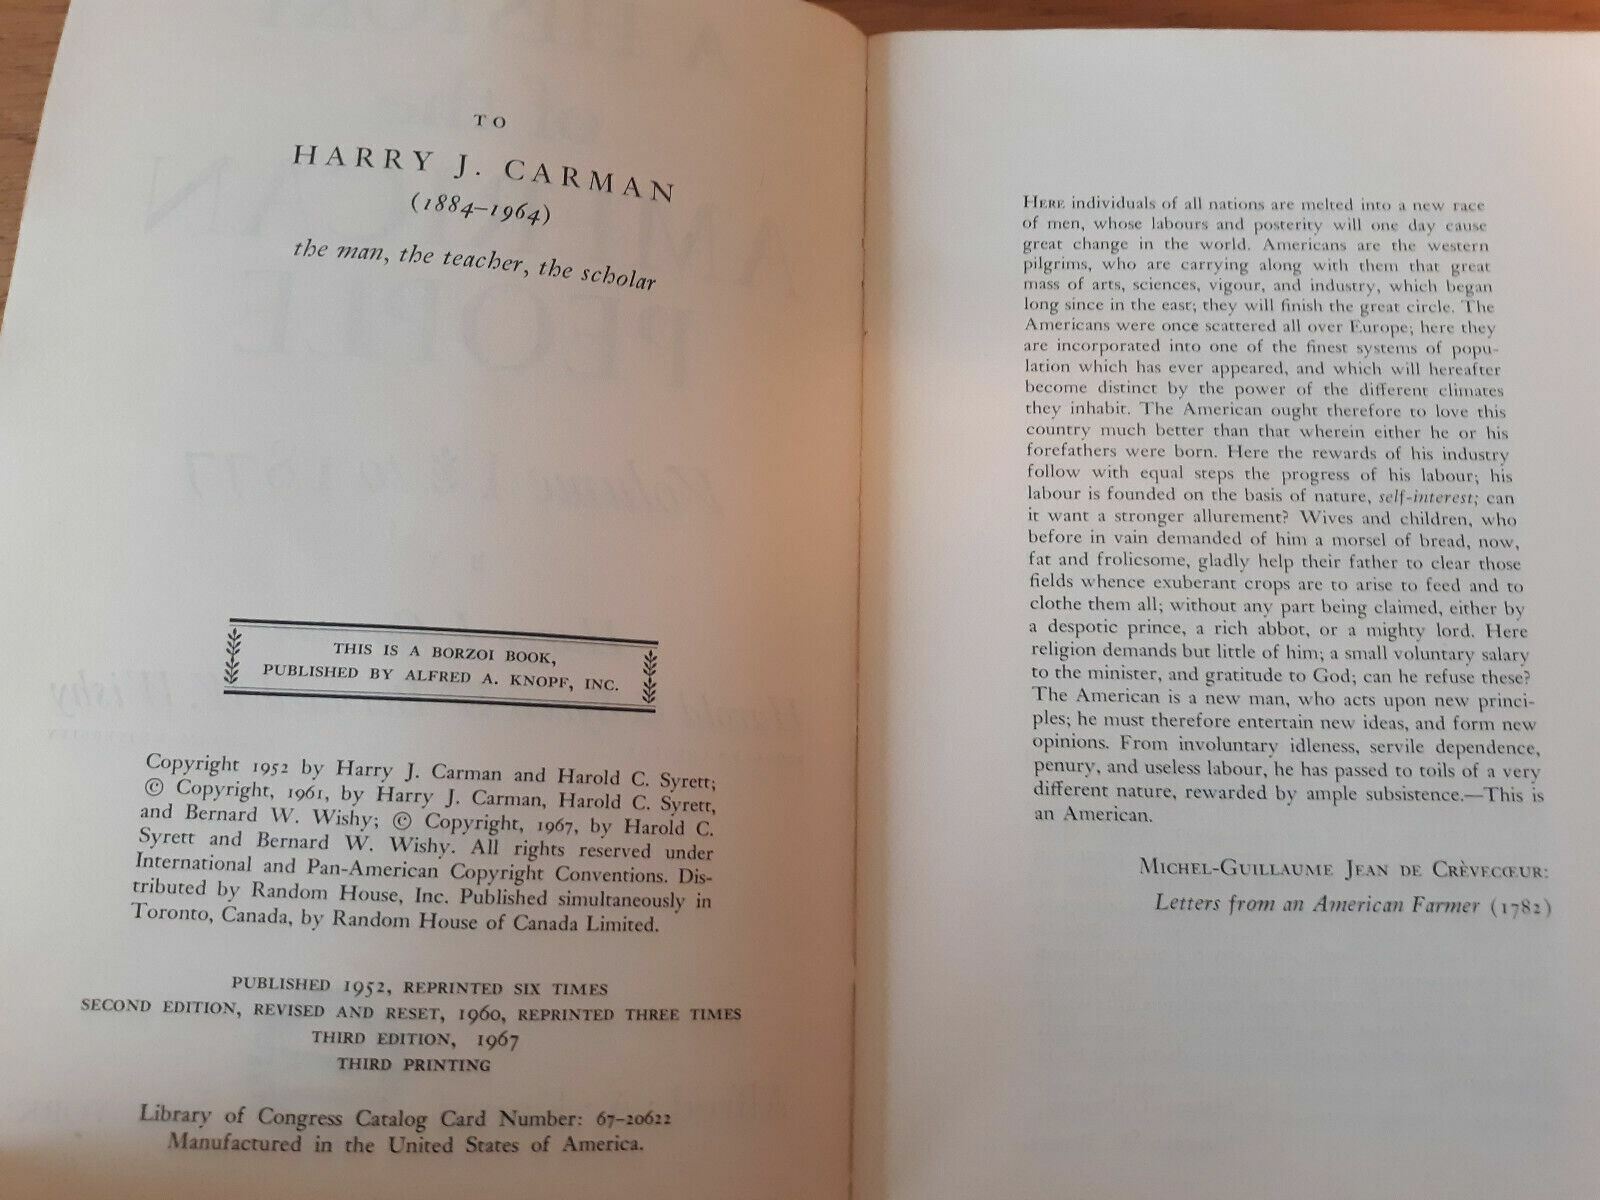 TO
HARRY J. CARMAN
(1884–1964)
the man, the teacher, the scholar
THIS IS A BORZOI BOOK,
PUBLISHED BY ALFRED A. KNOPF, INC.
Copyright 1952 by Harry J. Carman and Harold C. Syrett;
© Copyright, 1961, by Harry J. Carman, Harold C. Syrett,
and Bernard W. Wishy; © Copyright, 1967, by Harold C.
Syrett and Bernard W. Wishy. All rights reserved under
International and Pan-American Copyright Conventions. Dis-
tributed by Random House, Inc. Published simultaneously in
Toronto, Canada, by Random House of Canada Limited.
PUBLISHED 1952, REPRINTED SIX TIMES
SECOND EDITION, REVISED AND RESET, 1960, REPRINTED THREE TIMES
THIRD EDITION, 1967
THIRD PRINTING
Library of Congress Catalog Card Number: 67–20622
Manufactured in the United States of America.
HERE individuals of all nations are melted into a new race
of men, whose labours and posterity will one day cause
great change in the world. Americans are the western
pilgrims, who are carrying along with them that great
mass of arts, sciences, vigour, and industry, which began
long since in the east; they will finish the great circle. The
Americans were once scattered all over Europe; here they
are incorporated into one of the finest systems of popu-
lation which has ever appeared, and which will hereafter
become distinct by the power of the different climates
they inhabit. The American ought therefore to love this
country much better than that wherein either he or his
forefathers were born. Here the rewards of his industry
follow with equal steps the progress of his labour; his
labour is founded on the basis of nature, self-interest; can
it want a stronger allurement? Wives and children, who
before in vain demanded of him a morsel of bread, now,
fat and frolicsome, gladly help their father to clear those
fields whence exuberant crops are to arise to feed and to
clothe them all; without any part being claimed, either by
a despotic prince, a rich abbot, or a mighty lord. Here
religion demands but little of him; a small voluntary salary
to the minister, and gratitude to God; can he refuse these?
The American is a new man, who acts upon new princi-
ples; he must therefore entertain new ideas, and form new
opinions. From involuntary idleness, servile dependence,
penury, and useless labour, he has passed to toils of a very
different nature, rewarded by ample subsistence.—This is
an American.
MICHEL-GUILLAUME JEAN DE CRÈVECŒUR:
Letters from an American Farmer (1782)